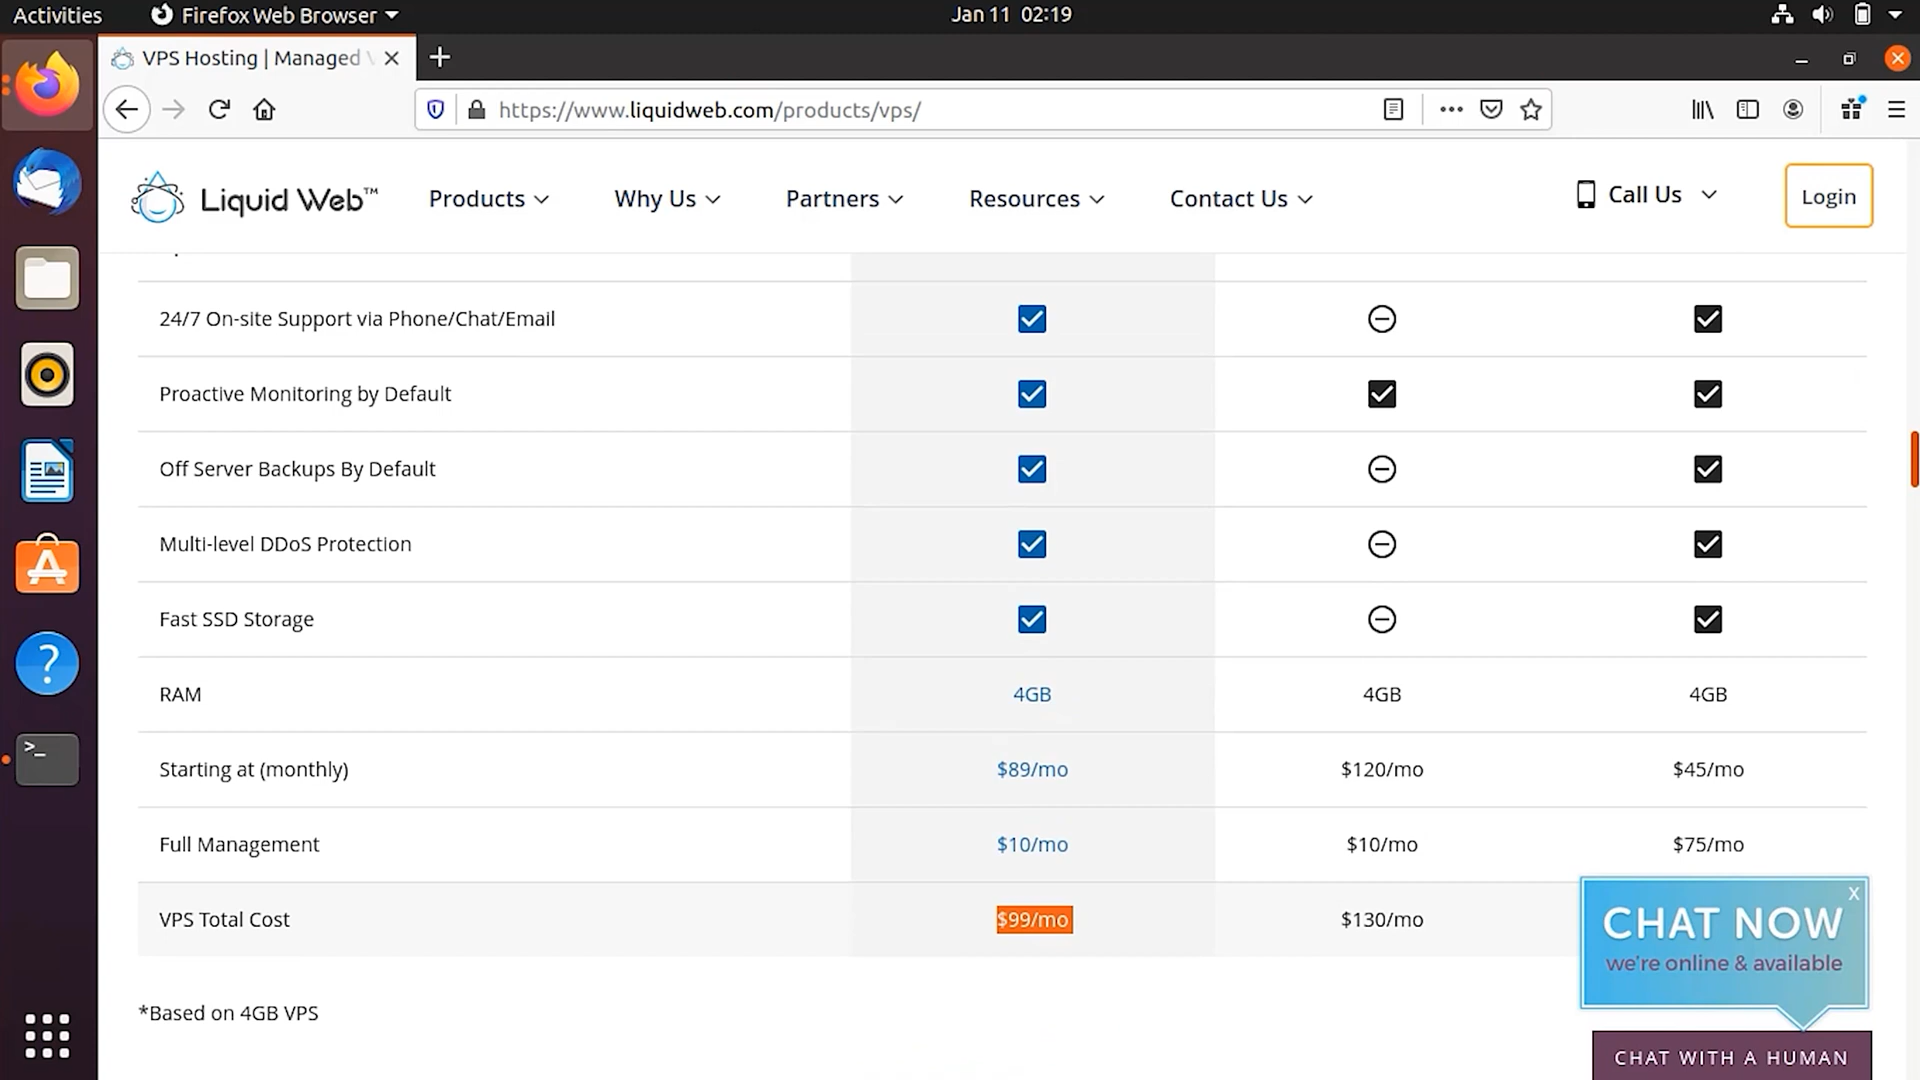 Activities
Firefox Web Browser
Jan 11 02:19
VPS Hosting | Managed V
https://www.liquidweb.com/products/vps/
Liquid Web™
Products
Why Us
Partners
Resources
Contact Us
Call Us
Login
24/7 On-site Support via Phone/Chat/Email
Proactive Monitoring by Default
Off Server Backups By Default
Multi-level DDoS Protection
Fast SSD Storage
RAM 4GB 4GB 4GB
Starting at (monthly) $89/mo $120/mo $45/mo
Full Management $10/mo $10/mo $75/mo
VPS Total Cost $99/mo $130/mo
X
CHAT NOW
we're online & available
*Based on 4GB VPS
CHAT WITH A HUMAN